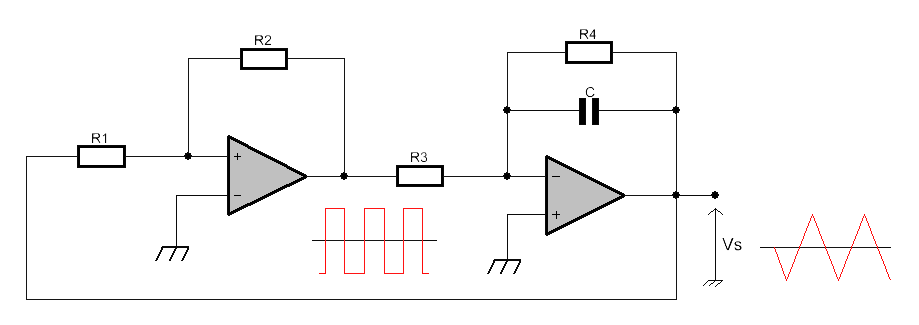 R1
R2
+
−
R3
R4
C
−
+
Vs